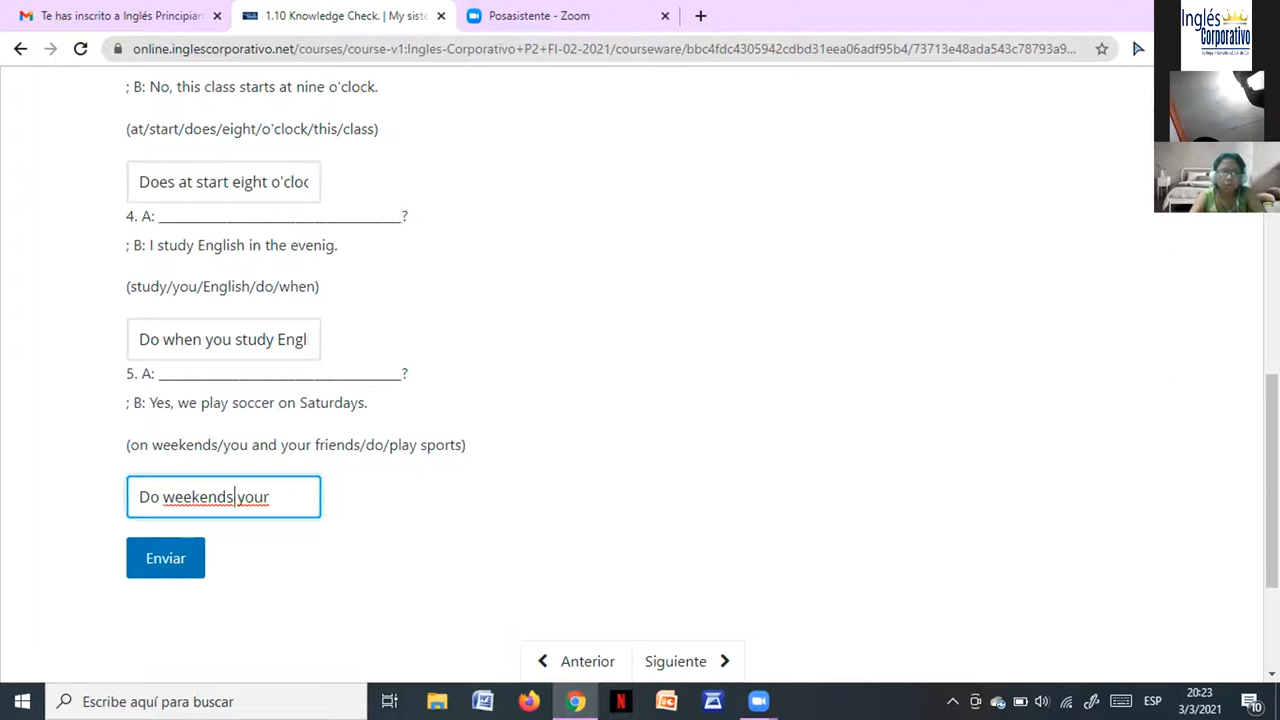 Te has inscrito a Inglés Principian
1.10 Knowledge Check. | My siste
Posasistente - Zoom
online.inglescorporativo.net/courses/course-v1:Ingles-Corporativo+P2+FI-02-2021/courseware/bbc4fdc4305942cdbd31eea06adf95b4/73713e48ada543c78793a9...
Inglés
Corporativo
; B: No, this class starts at nine o'clock.
(at/start/does/eight/o'clock/this/class)
Does at start eight o'cloc
4. A: ______________________________?
; B: I study English in the evenig.
(study/you/English/do/when)
Do when you study Engl
5. A: ______________________________?
; B: Yes, we play soccer on Saturdays.
(on weekends/you and your friends/do/play sports)
Do weekends your
Enviar
Anterior
Siguiente
Escribe aquí para buscar
ESP
20:23
3/3/2021
10